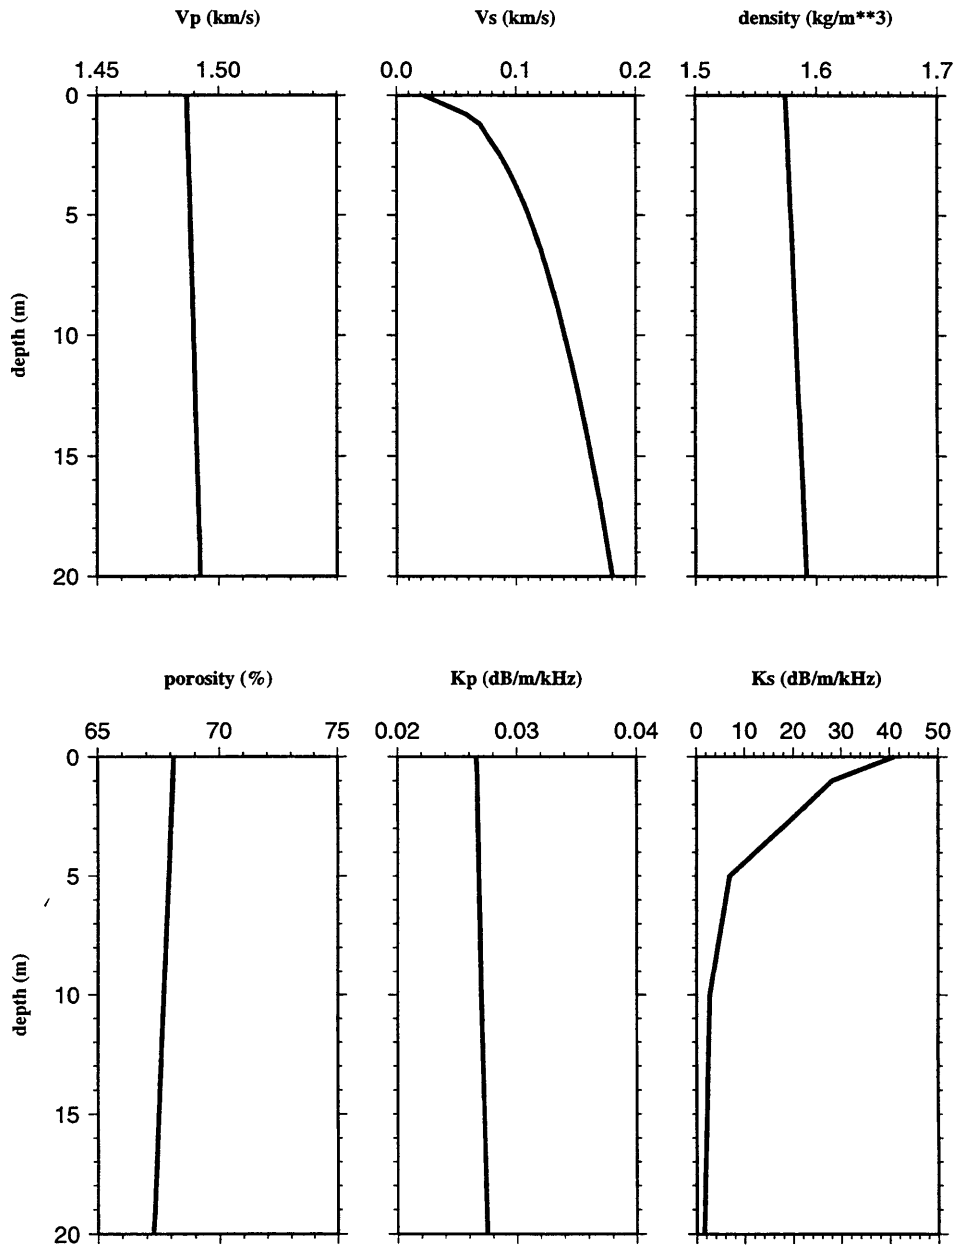 Vp (km/s) Vs (km/s) density (kg/m**3)
1.45 1.50 0.0 0.1 0.2 1.5 1.6 1.7
0
5
10
15
20
depth (m)
porosity (%) Kp (dB/m/kHz) Ks (dB/m/kHz)
65 70 75 0.02 0.03 0.04 0 10 20 30 40 50
0
5
10
15
20
depth (m)